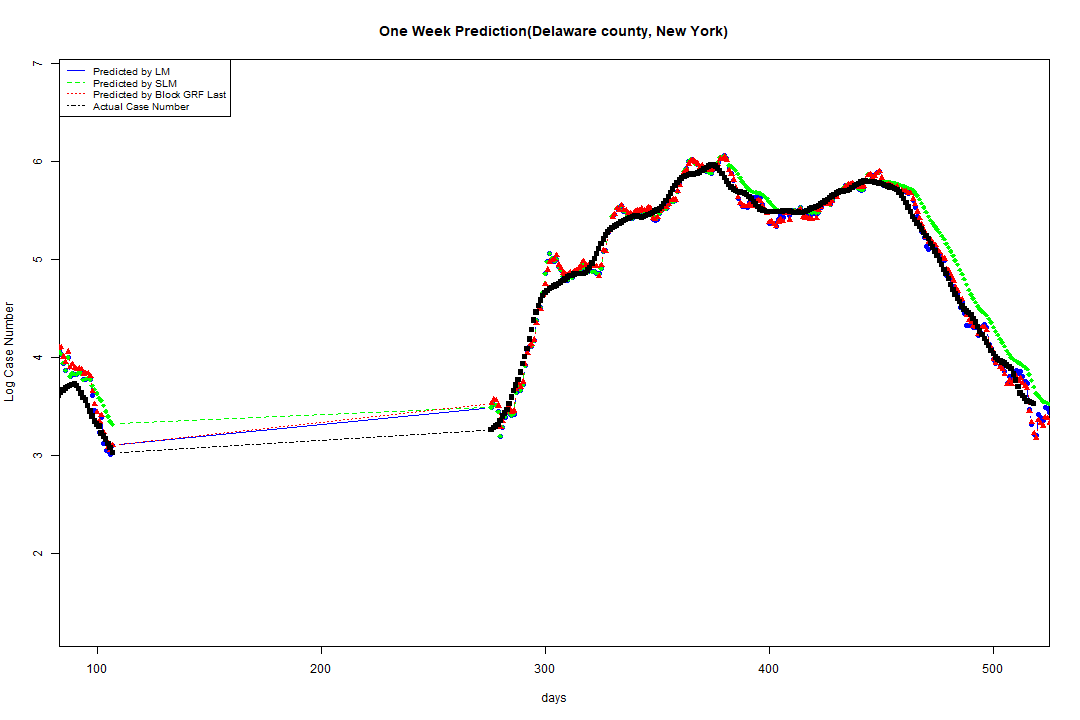 One Week Prediction(Delaware county, New York)
Predicted by LM
Predicted by SLM
Predicted by Block GRF Last
Actual Case Number
Log Case Number
7
6
5
4
3
2
100 200 300 400 500
days